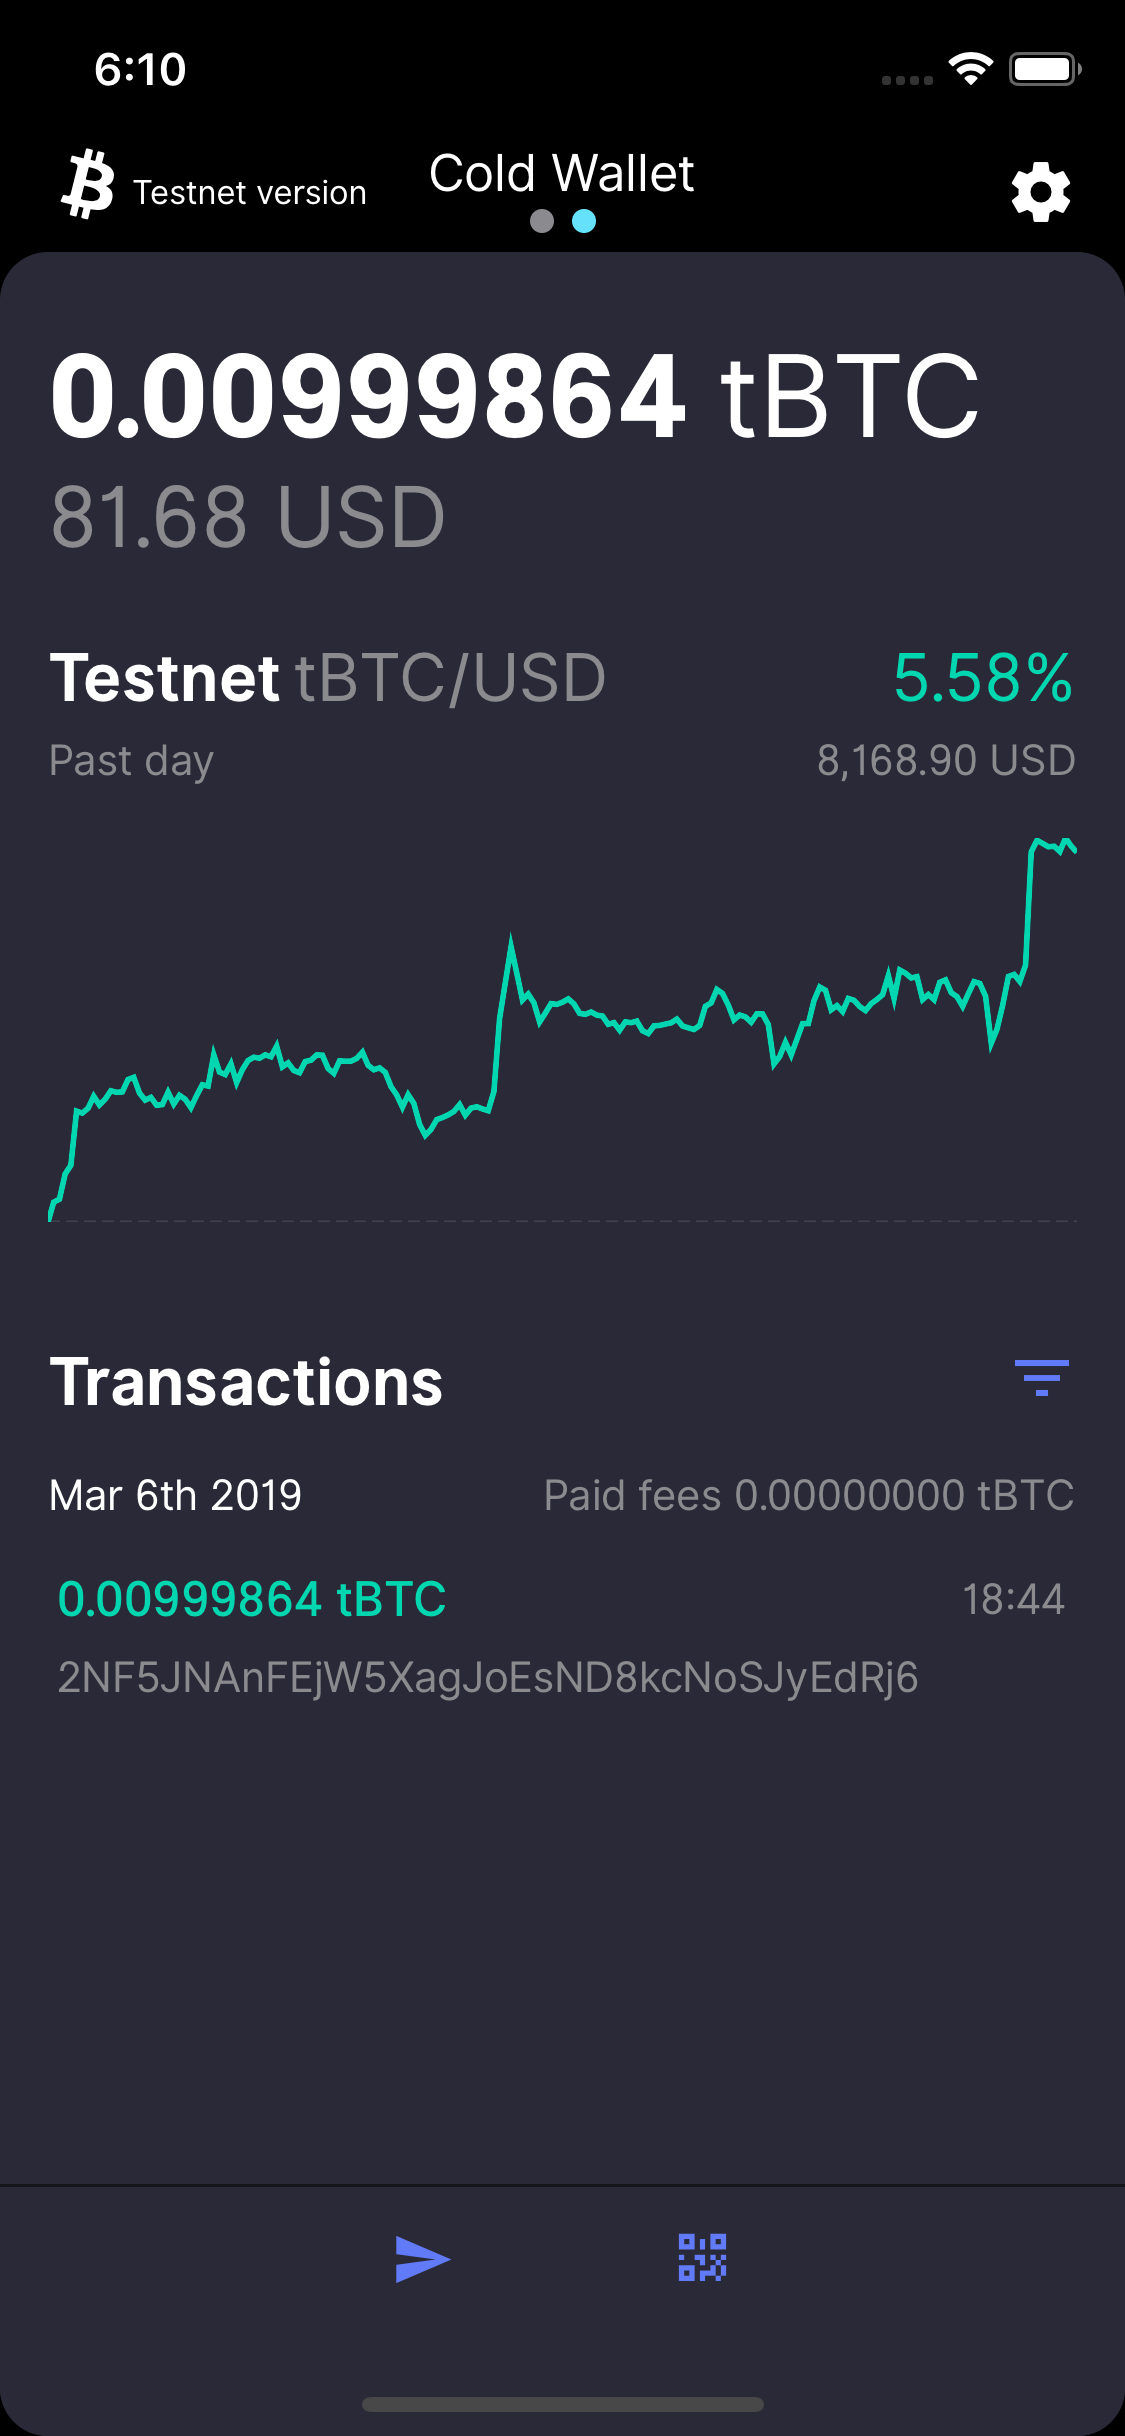 6:10
Testnet version
Cold Wallet
0.00999864 tBTC
81.68 USD
Testnet tBTC/USD 5.58%
Past day 8,168.90 USD
Transactions
Mar 6th 2019 Paid fees 0.00000000 tBTC
0.00999864 tBTC 18:44
2NF5JNAnFEjW5XagJoEsND8kcNoSJyEdRj6